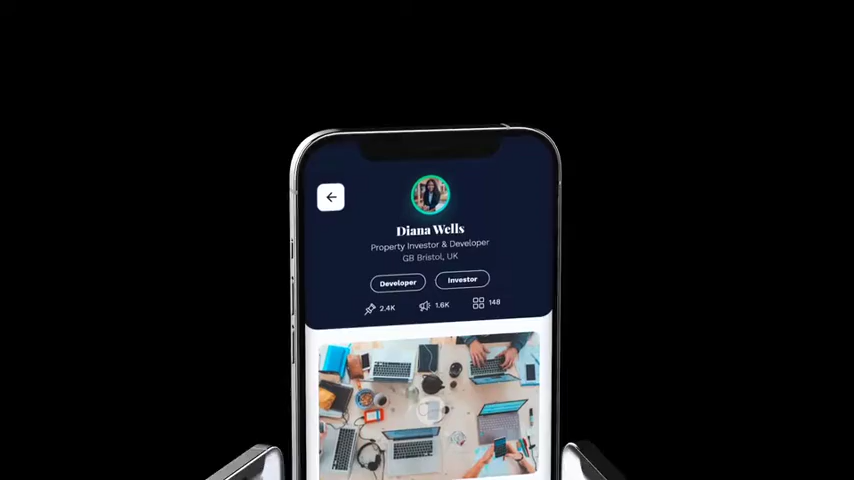 Diana Wells
Property Investor & Developer
GB Bristol, UK
Developer Investor
2.4K 1.6K 148